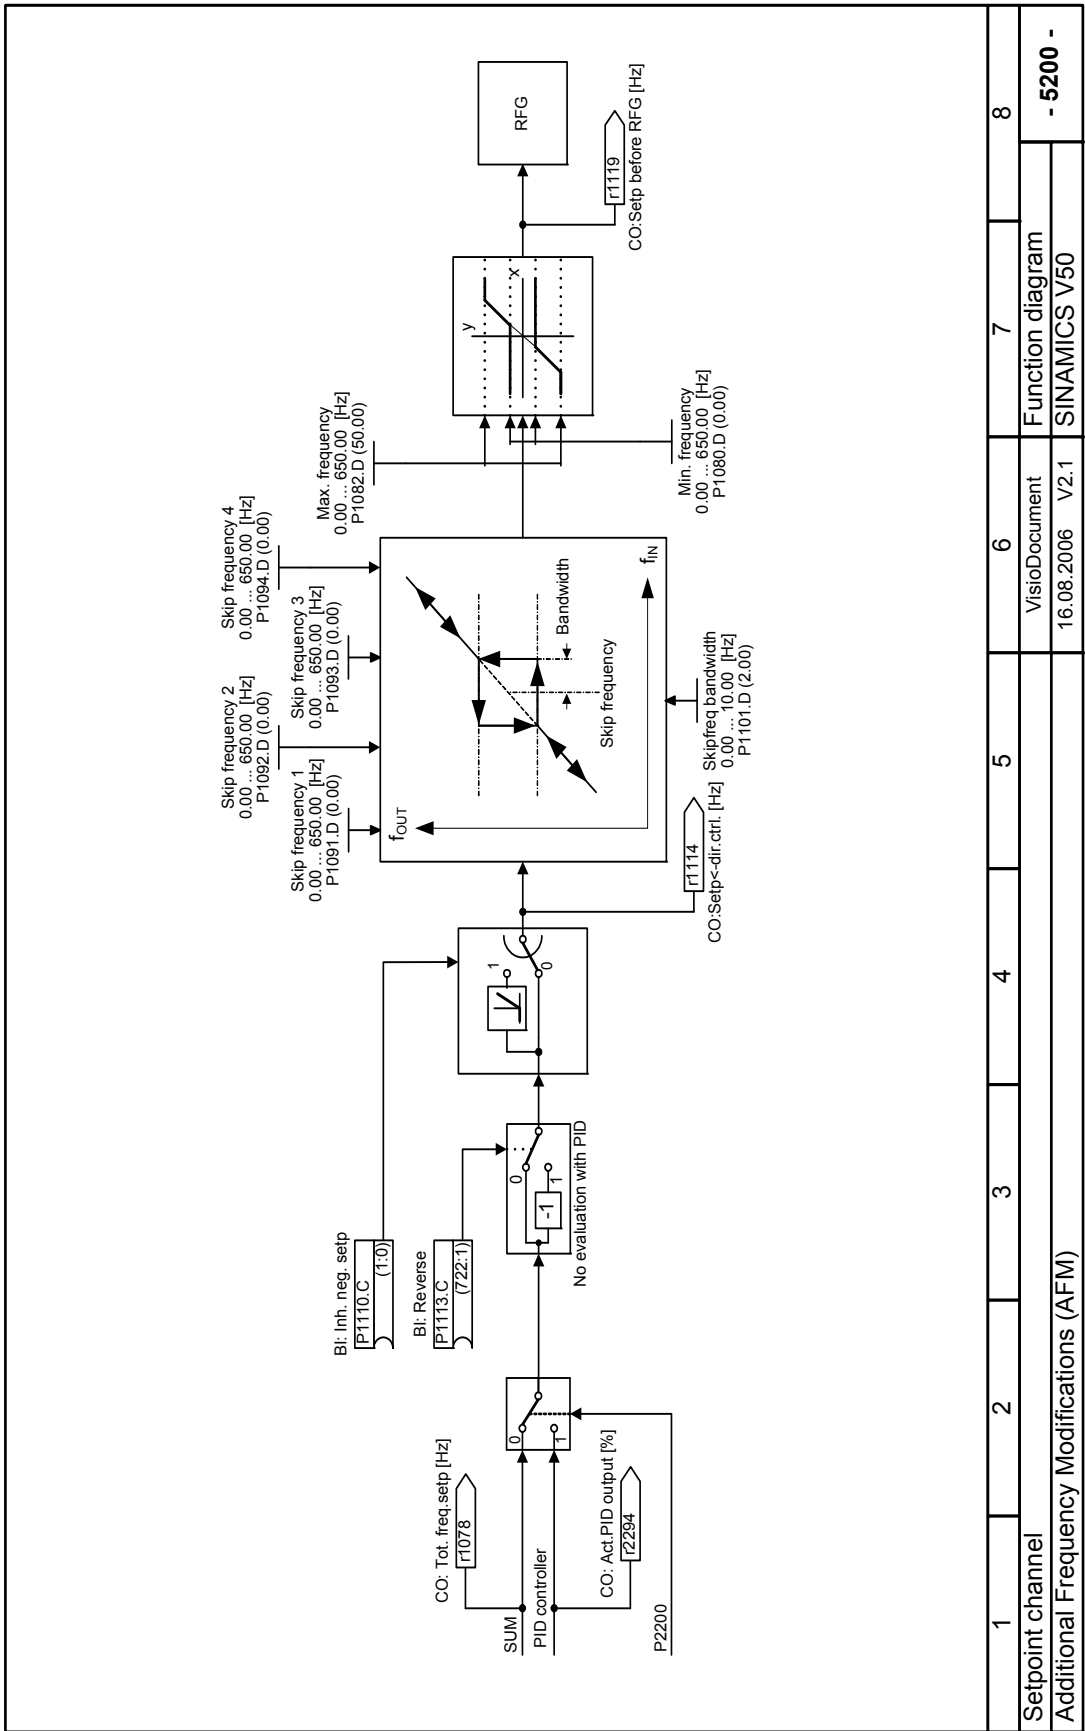 CO: Tot. freq.setp [Hz]
r1078
SUM
PID controller
CO: Act.PID output [%]
r2294
P2200
0
1
BI: Inh. neg. setp
P1110.C
(1:0)
BI: Reverse
P1113.C
(722:1)
0
1
-1
No evaluation with PID
1
0
r1114
CO:Setp<-dir.ctrl. [Hz]
Skip frequency 1
0.00 ... 650.00 [Hz]
P1091.D (0.00)
Skip frequency 2
0.00 ... 650.00 [Hz]
P1092.D (0.00)
Skip frequency 3
0.00 ... 650.00 [Hz]
P1093.D (0.00)
Skip frequency 4
0.00 ... 650.00 [Hz]
P1094.D (0.00)
fOUT
fIN
Bandwidth
Skip frequency
Skipfreq bandwidth
0.00 ... 10.00 [Hz]
P1101.D (2.00)
Max. frequency
0.00 ... 650.00 [Hz]
P1082.D (50.00)
Min. frequency
0.00 ... 650.00 [Hz]
P1080.D (0.00)
y
x
r1119
CO:Setp before RFG [Hz]
RFG
1
2
3
4
5
6
7
8
Setpoint channel
Additional Frequency Modifications (AFM)
VisioDocument
16.08.2006 V2.1
Function diagram
SINAMICS V50
- 5200 -